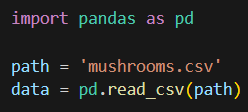 import pandas as pd
path = 'mushrooms.csv'
data = pd.read_csv(path)